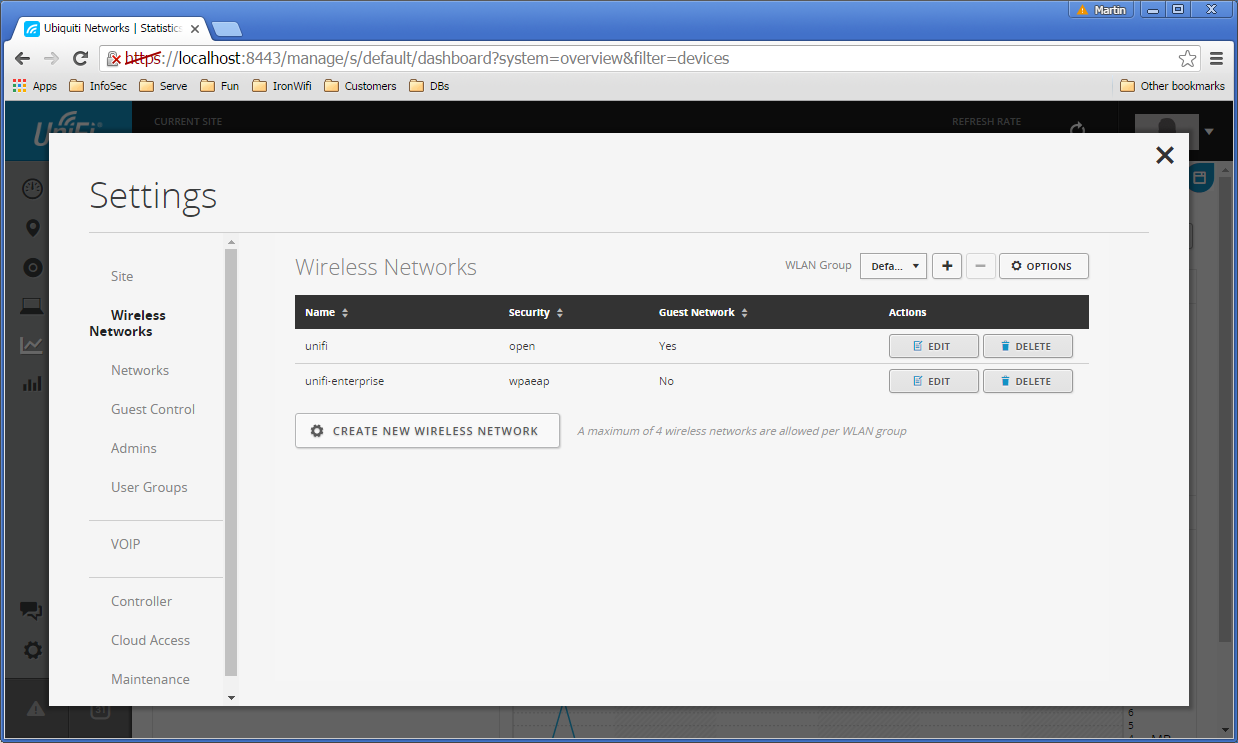 Martin
Ubiquiti Networks | Statistics
https://localhost:8443/manage/s/default/dashboard?system=overview&filter=devices
Apps InfoSec Serve Fun IronWifi Customers DBs Other bookmarks
UniFi CURRENT SITE REFRESH RATE
Settings
Site
Wireless
Networks
Networks
Guest Control
Admins
User Groups
VOIP
Controller
Cloud Access
Maintenance
Wireless Networks WLAN Group Defa... + − OPTIONS
Name Security Guest Network Actions
unifi open Yes EDIT DELETE
unifi-enterprise wpaeap No EDIT DELETE
CREATE NEW WIRELESS NETWORK A maximum of 4 wireless networks are allowed per WLAN group
6
5